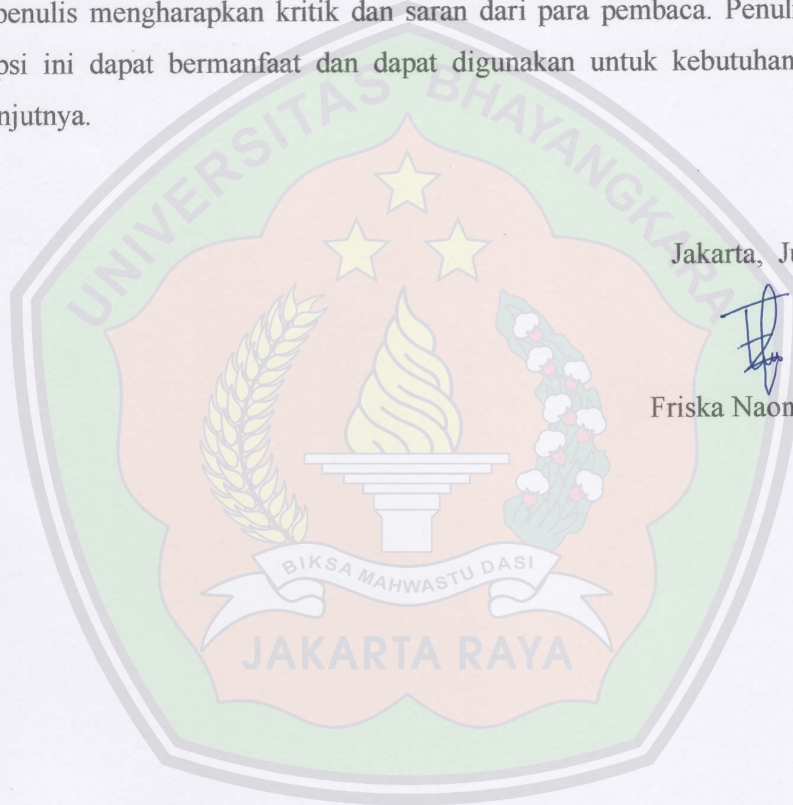 penulis mengharapkan kritik dan saran dari para pembaca. Penuli
psi ini dapat bermanfaat dan dapat digunakan untuk kebutuhan
njutnya.
UNIVERSITAS BHAYANGKARA
Jakarta, Ju
Friska Naom
BIKSA MAHWASTU DASI
JAKARTA RAYA